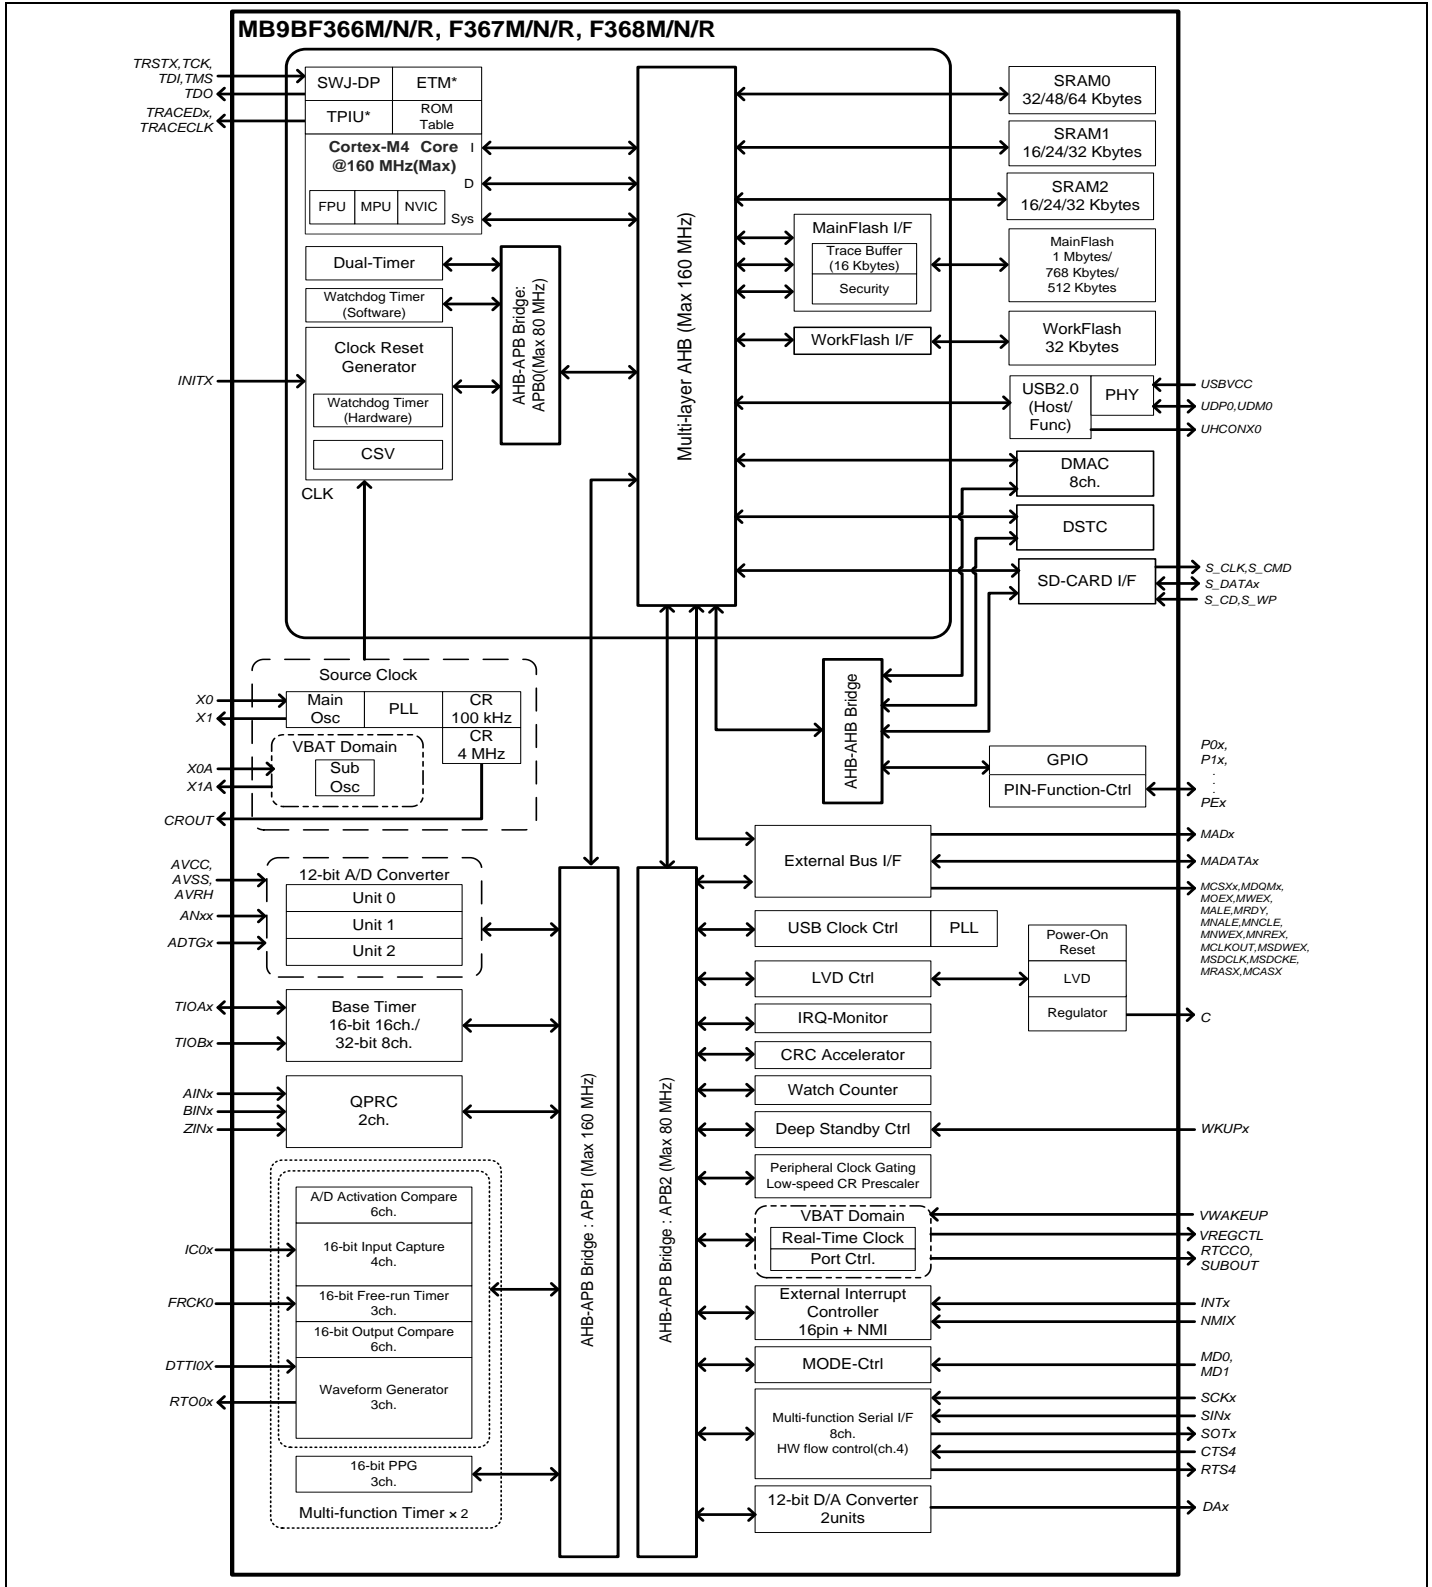 MB9BF366M/N/R, F367M/N/R, F368M/N/R
TRSTX,TCK,
TDI,TMS
TDO
TRACEDx,
TRACECLK
SWJ-DP
ETM*
TPIU*
ROM
Table
Cortex-M4 Core
@160 MHz(Max)
I
D
Sys
FPU
MPU
NVIC
Dual-Timer
Watchdog Timer
(Software)
Clock Reset
Generator
Watchdog Timer
(Hardware)
CSV
CLK
INITX
AHB-APB Bridge:
APB0(Max 80 MHz)
Multi-layer AHB (Max 160 MHz)
MainFlash I/F
Trace Buffer
(16 Kbytes)
Security
WorkFlash I/F
SRAM0
32/48/64 Kbytes
SRAM1
16/24/32 Kbytes
SRAM2
16/24/32 Kbytes
MainFlash
1 Mbytes/
768 Kbytes/
512 Kbytes
WorkFlash
32 Kbytes
USB2.0
(Host/
Func)
PHY
USBVCC
UDP0,UDM0
UHCONX0
DMAC
8ch.
DSTC
SD-CARD I/F
S_CLK,S_CMD
S_DATAx
S_CD,S_WP
Source Clock
Main
Osc
PLL
CR
100 kHz
CR
4 MHz
VBAT Domain
Sub
Osc
X0
X1
X0A
X1A
CROUT
AHB-AHB Bridge
GPIO
PIN-Function-Ctrl
P0x,
P1x,
.
.
PEx
AVCC,
AVSS,
AVRH
ANxx
ADTGx
12-bit A/D Converter
Unit 0
Unit 1
Unit 2
TIOAx
TIOBx
Base Timer
16-bit 16ch./
32-bit 8ch.
AINx
BINx
ZINx
QPRC
2ch.
A/D Activation Compare
6ch.
16-bit Input Capture
4ch.
16-bit Free-run Timer
3ch.
16-bit Output Compare
6ch.
Waveform Generator
3ch.
16-bit PPG
3ch.
Multi-function Timer × 2
IC0x
FRCK0
DTTI0X
RTO0x
AHB-APB Bridge : APB1 (Max 160 MHz)
AHB-APB Bridge : APB2 (Max 80 MHz)
External Bus I/F
MADx
MADATAx
MCSXx,MDQMx,
MOEX,MWEX,
MALE,MRDY,
MNALE,MNCLE,
MNWEX,MNREX,
MCLKOUT,MSDWEX,
MSDCLK,MSDCKE,
MRASX,MCASX
USB Clock Ctrl
PLL
LVD Ctrl
Power-On
Reset
LVD
Regulator
C
IRQ-Monitor
CRC Accelerator
Watch Counter
Deep Standby Ctrl
WKUPx
Peripheral Clock Gating
Low-speed CR Prescaler
VBAT Domain
Real-Time Clock
Port Ctrl.
VWAKEUP
VREGCTL
RTCCO,
SUBOUT
External Interrupt
Controller
16pin + NMI
INTx
NMIX
MODE-Ctrl
MD0,
MD1
Multi-function Serial I/F
8ch.
HW flow control(ch.4)
SCKx
SINx
SOTx
CTS4
RTS4
12-bit D/A Converter
2units
DAx